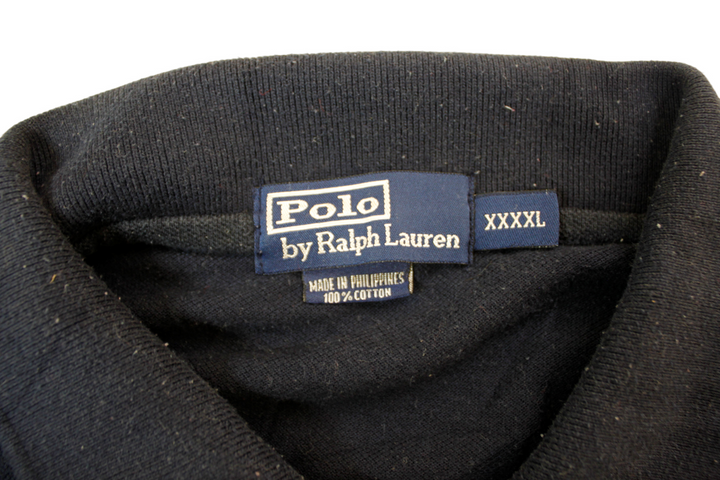 Polo
by Ralph Lauren
XXXXL
MADE IN PHILIPPINES
100% COTTON